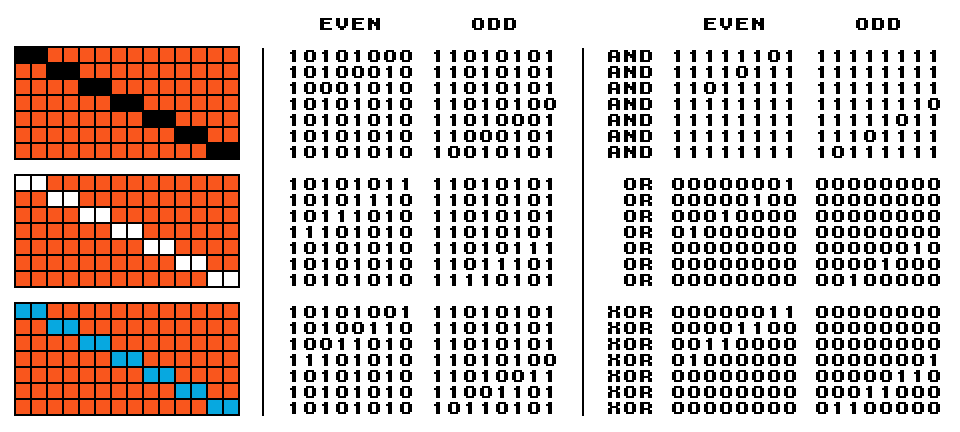 EVEN ODD EVEN ODD
10101000 11010101 AND 11111101 11111111
10100010 11010101 AND 11110111 11111111
10001010 11010101 AND 11011111 11111111
10101010 11010100 AND 11111111 11111110
10101010 11010001 AND 11111111 11111011
10101010 11000101 AND 11111111 11101111
10101010 10010101 AND 11111111 10111111
10101011 11010101 OR 00000001 00000000
10101110 11010101 OR 00000100 00000000
10111010 11010101 OR 00010000 00000000
11101010 11010101 OR 01000000 00000000
10101010 11010111 OR 00000000 00000010
10101010 11011101 OR 00000000 00001000
10101010 11110101 OR 00000000 00100000
10101001 11010101 XOR 00000011 00000000
10100110 11010101 XOR 00001100 00000000
10011010 11010101 XOR 00110000 00000000
11101010 11010100 XOR 01000000 00000001
10101010 11010011 XOR 00000000 00000110
10101010 11001101 XOR 00000000 00011000
10101010 10110101 XOR 00000000 01100000